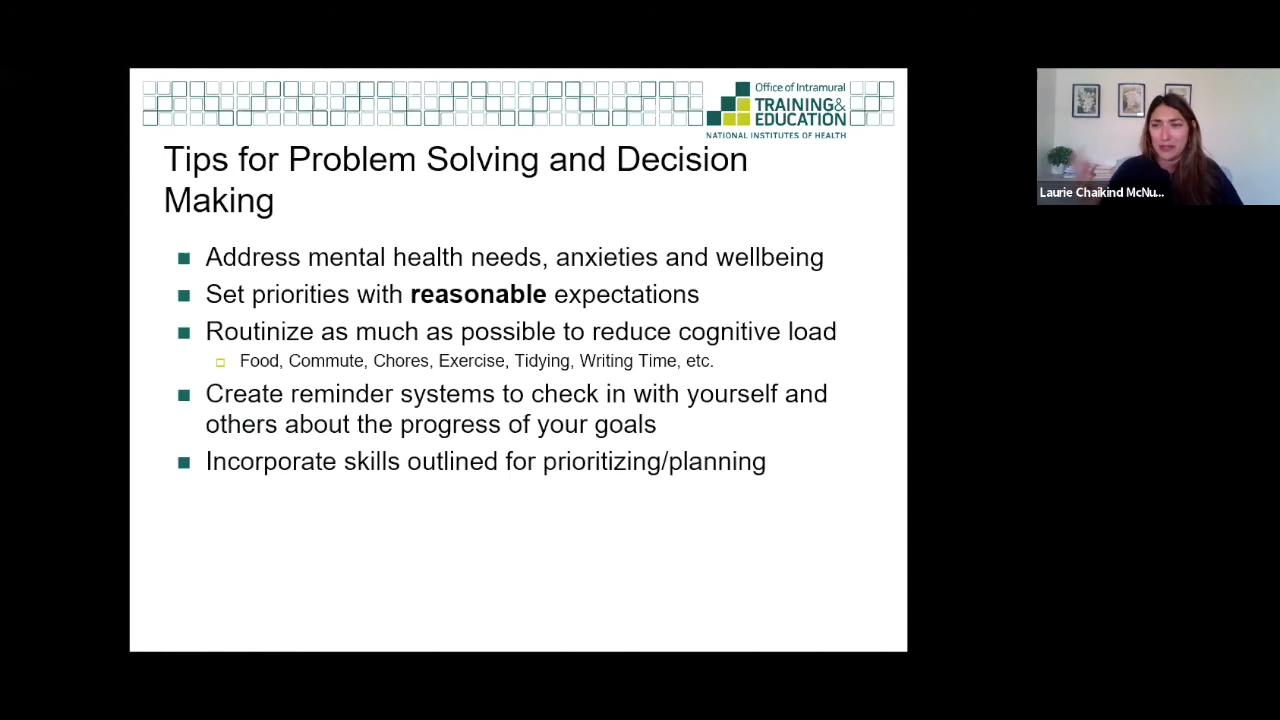 Office of Intramural
TRAINING&
EDUCATION
NATIONAL INSTITUTES OF HEALTH
Tips for Problem Solving and Decision
Making
Address mental health needs, anxieties and wellbeing
Set priorities with reasonable expectations
Routinize as much as possible to reduce cognitive load
Food, Commute, Chores, Exercise, Tidying, Writing Time, etc.
Create reminder systems to check in with yourself and
others about the progress of your goals
Incorporate skills outlined for prioritizing/planning
Laurie Chaikind McNu...